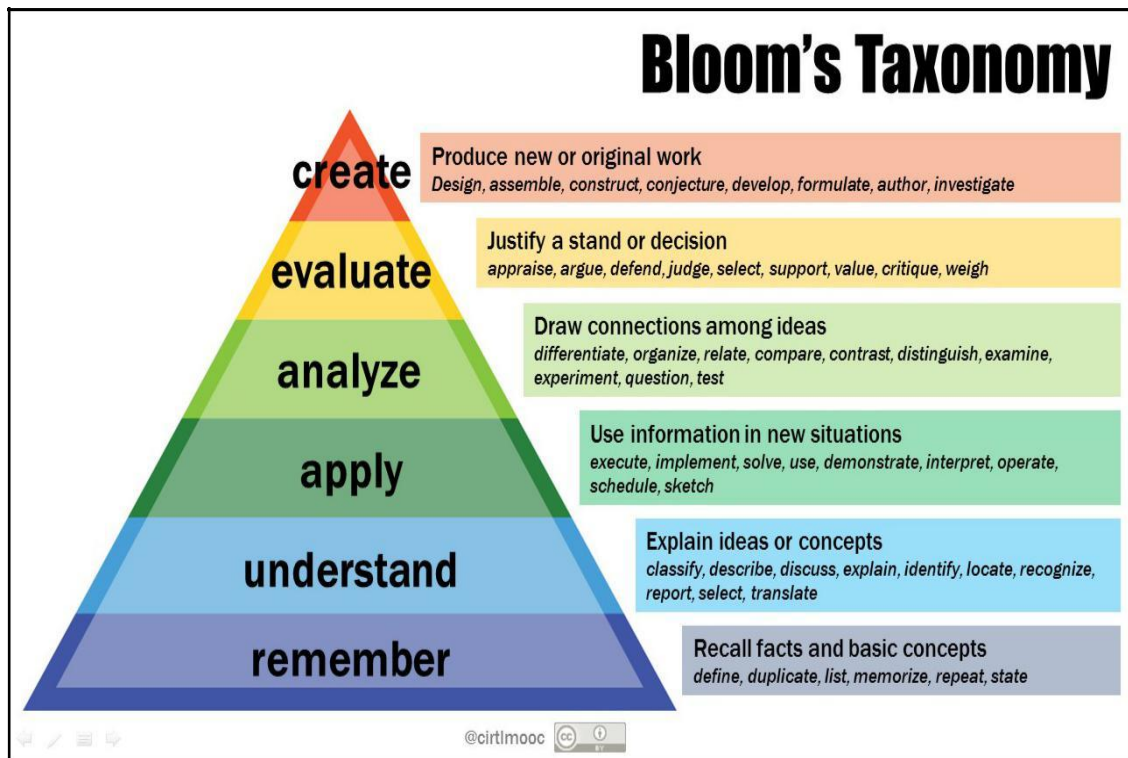 Bloom's Taxonomy
create
Produce new or original work
Design, assemble, construct, conjecture, develop, formulate, author, investigate
evaluate
Justify a stand or decision
appraise, argue, defend, judge, select, support, value, critique, weigh
analyze
Draw connections among ideas
differentiate, organize, relate, compare, contrast, distinguish, examine,
experiment, question, test
apply
Use information in new situations
execute, implement, solve, use, demonstrate, interpret, operate,
schedule, sketch
understand
Explain ideas or concepts
classify, describe, discuss, explain, identify, locate, recognize,
report, select, translate
remember
Recall facts and basic concepts
define, duplicate, list, memorize, repeat, state
@cirtlmooc
cc
BY